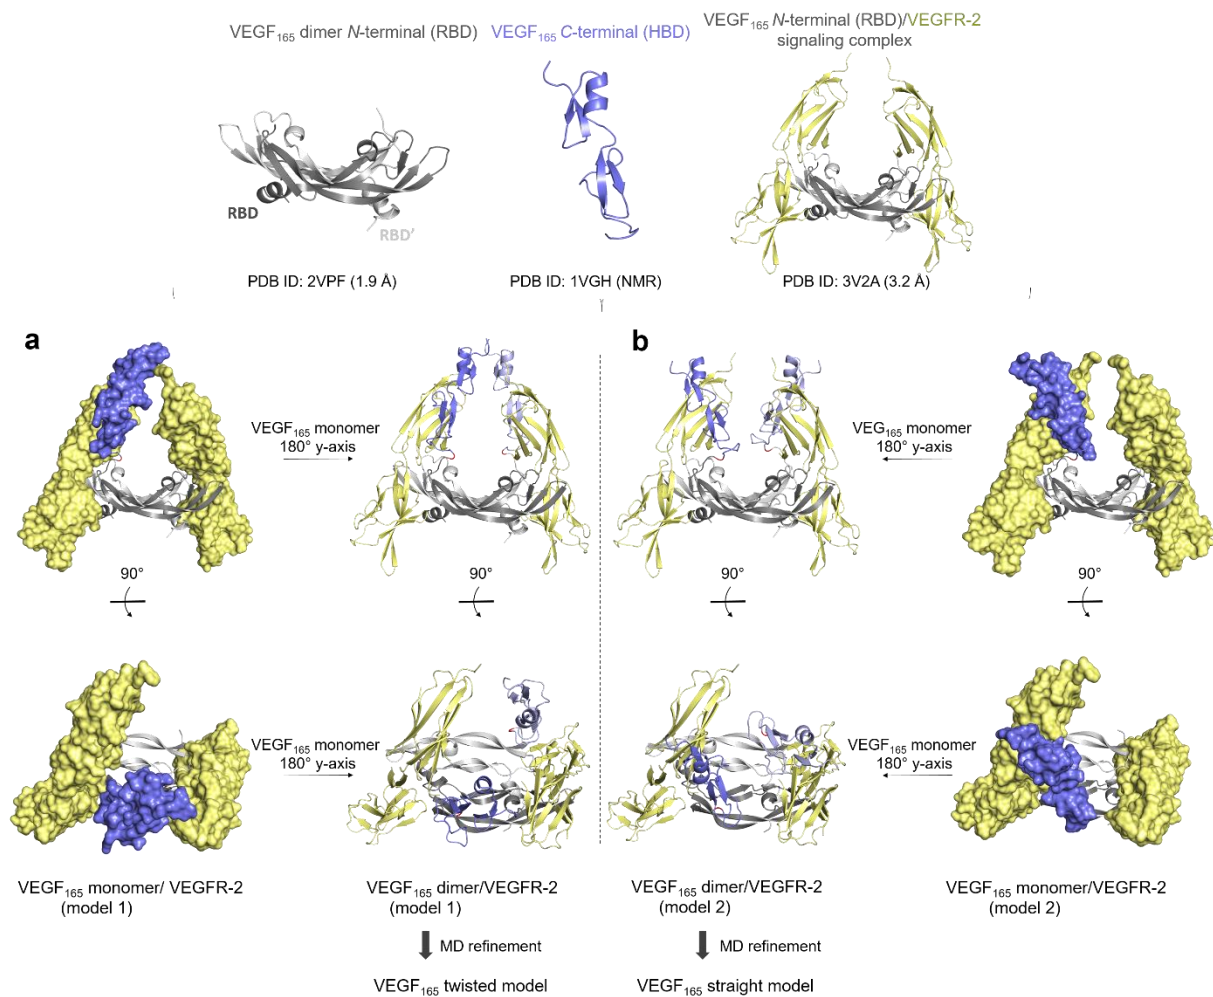 VEGF165 dimer N-terminal (RBD)
VEGF165 C-terminal (HBD)
VEGF165 N-terminal (RBD)/VEGFR-2
signaling complex
RBD
RBD'
PDB ID: 2VPF (1.9 Å)
PDB ID: 1VGH (NMR)
PDB ID: 3V2A (3.2 Å)
a
b
VEGF165 monomer
180° y-axis
VEG165 monomer
180° y-axis
90°
90°
90°
90°
VEGF165 monomer
180° y-axis
VEGF165 monomer
180° y-axis
VEGF165 monomer/ VEGFR-2
(model 1)
VEGF165 dimer/VEGFR-2
(model 1)
VEGF165 dimer/VEGFR-2
(model 2)
VEGF165 monomer/VEGFR-2
(model 2)
MD refinement
MD refinement
VEGF165 twisted model
VEGF165 straight model